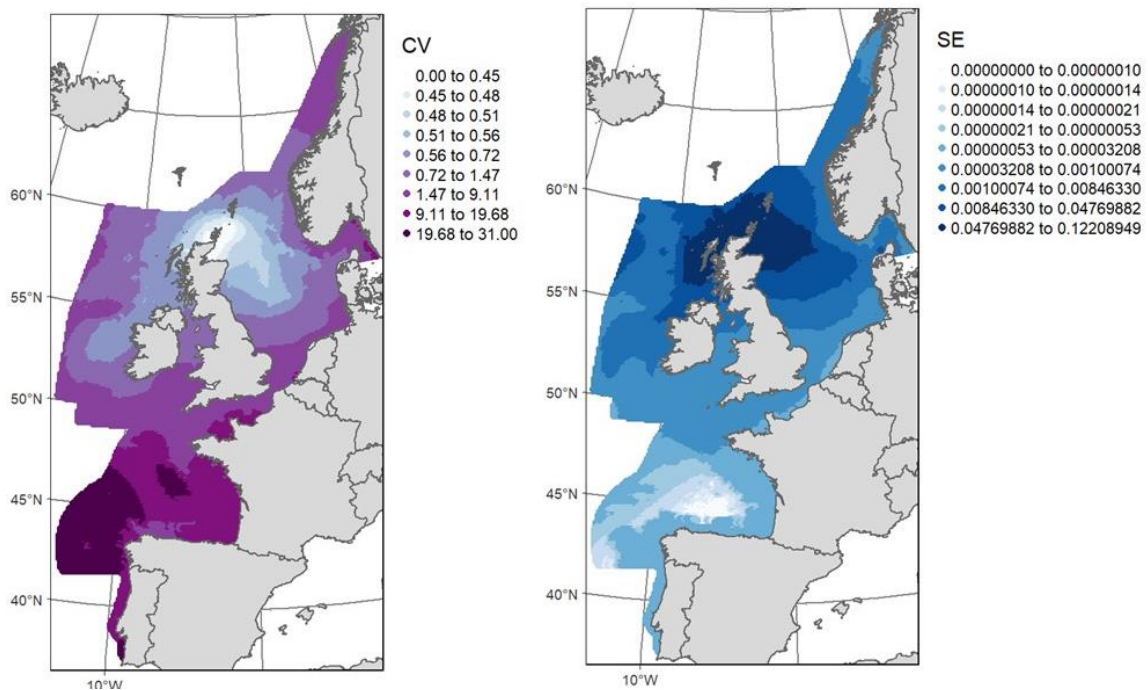 CV
0.00 to 0.45
0.45 to 0.48
0.48 to 0.51
0.51 to 0.56
0.56 to 0.72
0.72 to 1.47
1.47 to 9.11
9.11 to 19.68
19.68 to 31.00
60°N
55°N
50°N
45°N
40°N
10°W
SE
0.00000000 to 0.00000010
0.00000010 to 0.00000014
0.00000014 to 0.00000021
0.00000021 to 0.00000053
0.00000053 to 0.00003208
0.00003208 to 0.00100074
0.00100074 to 0.00846330
0.00846330 to 0.04769882
0.04769882 to 0.12208949
60°N
55°N
50°N
45°N
40°N
10°W